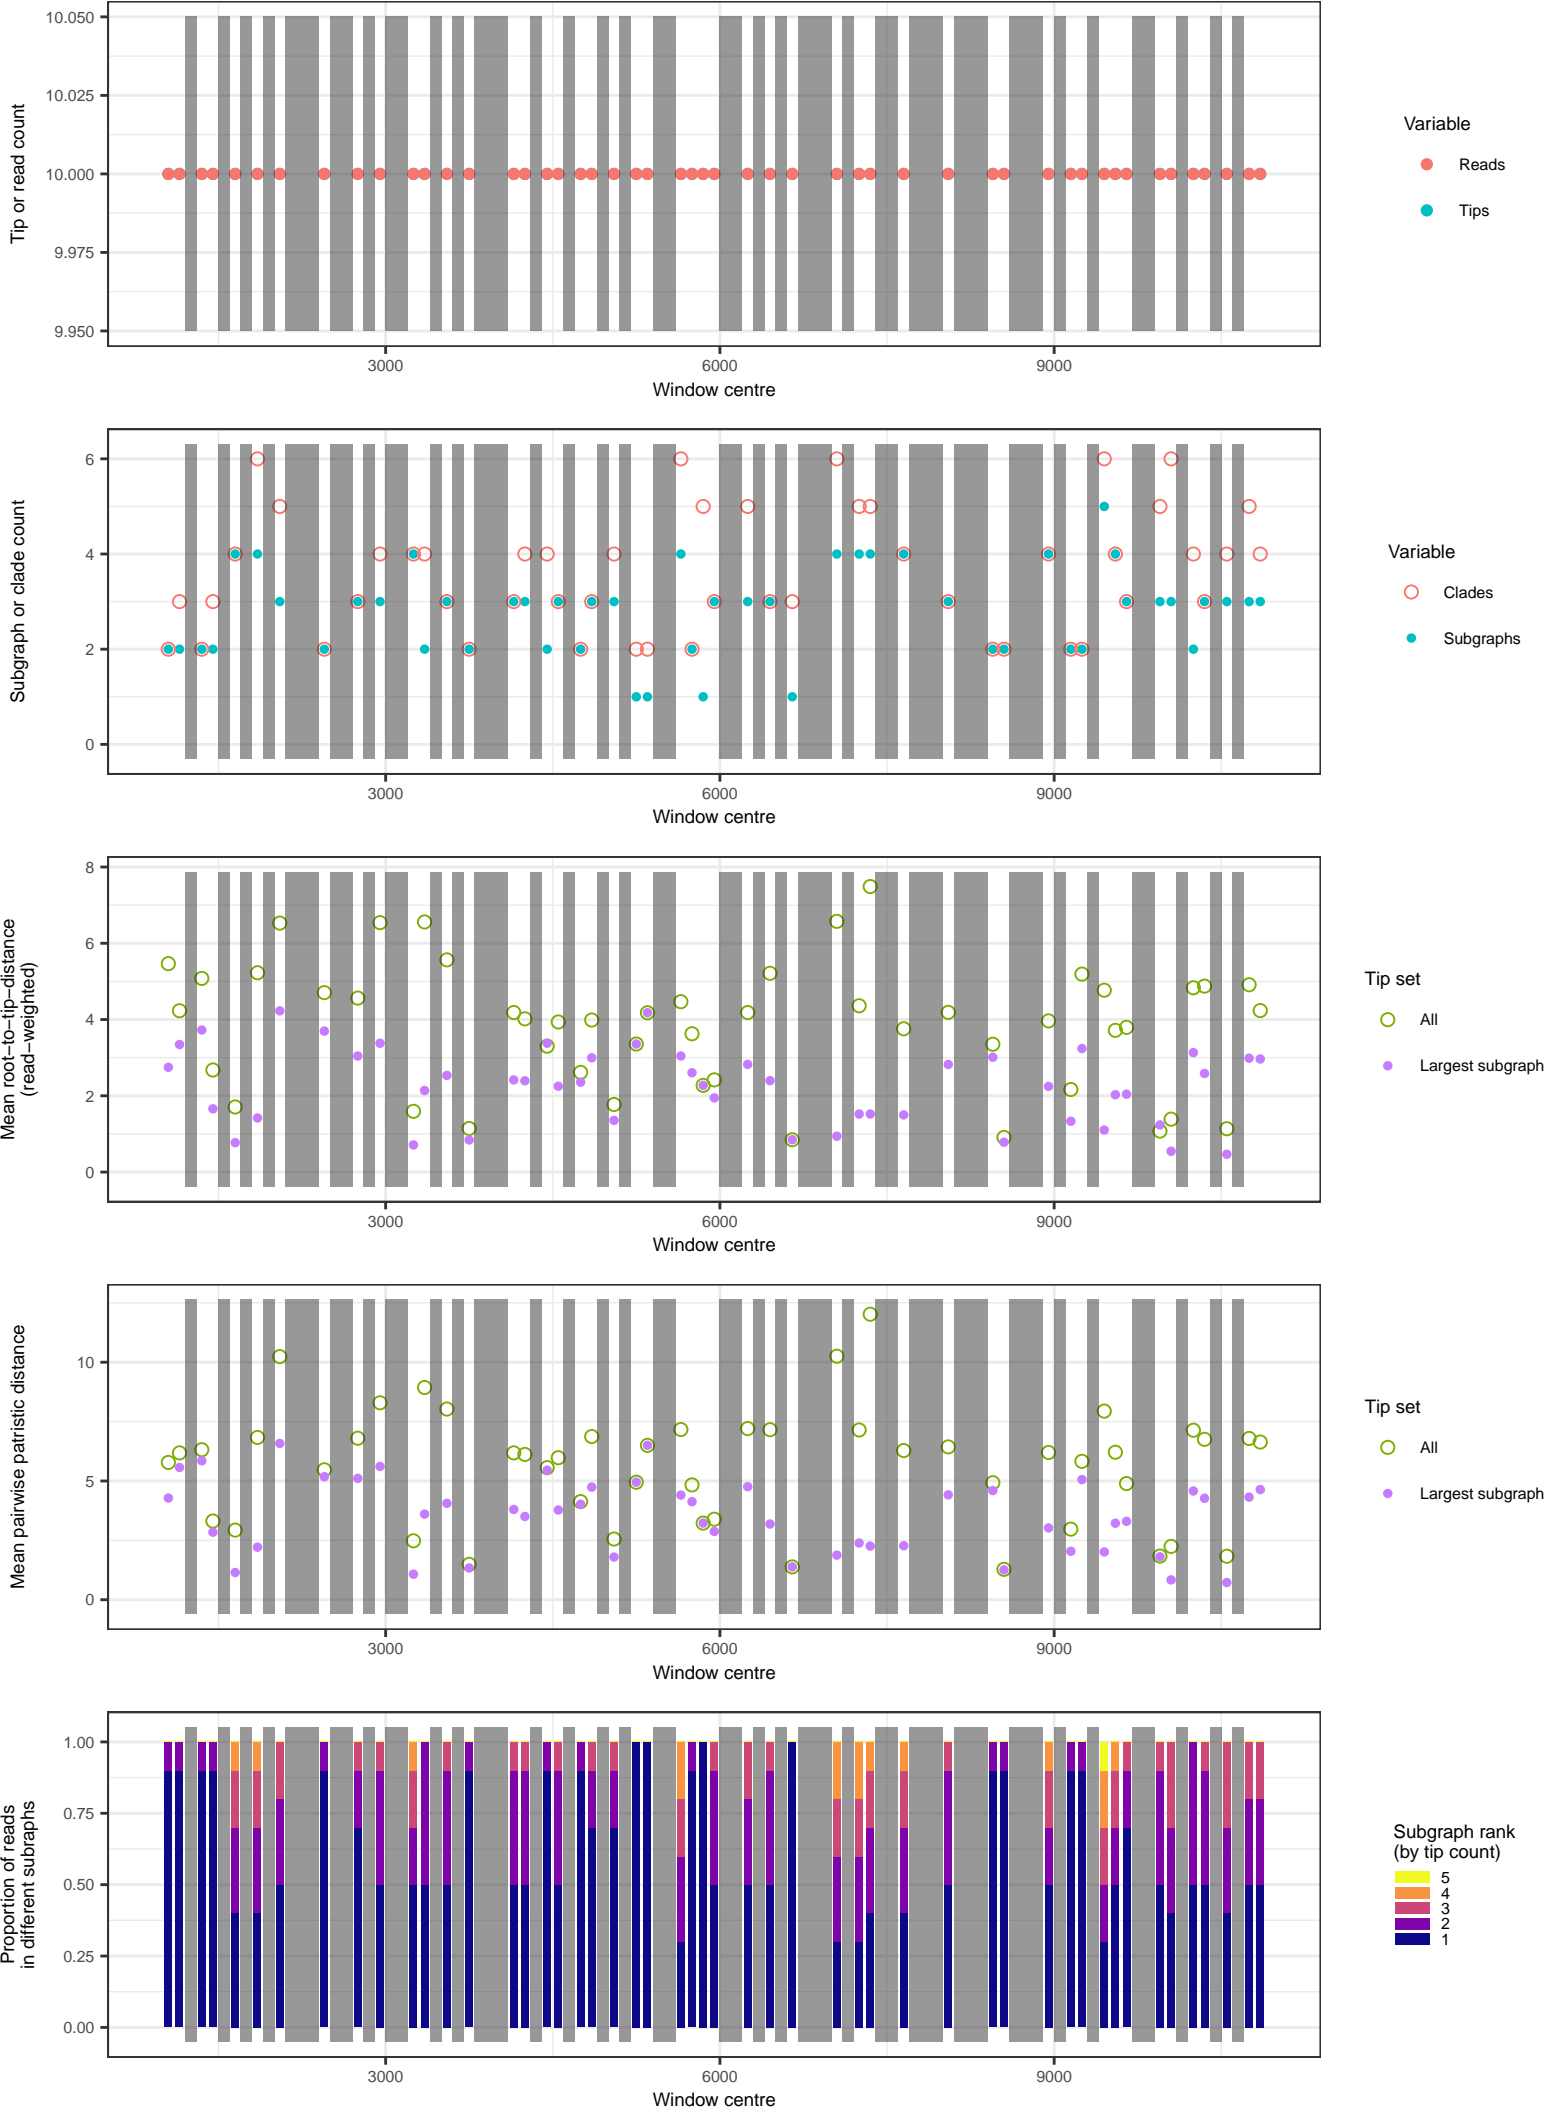 10.050
10.025
10.000
9.975
9.950
Tip or read count
3000
6000
9000
Window centre
Variable
Reads
Tips
6
4
2
0
Subgraph or clade count
3000
6000
9000
Window centre
Variable
Clades
Subgraphs
8
6
4
2
0
Mean root−to−tip−distance
(read−weighted)
3000
6000
9000
Window centre
Tip set
All
Largest subgraph
10
5
0
Mean pairwise patristic distance
3000
6000
9000
Window centre
Tip set
All
Largest subgraph
1.00
0.75
0.50
0.25
0.00
Proportion of reads
in different subraphs
3000
6000
9000
Window centre
Subgraph rank
(by tip count)
5
4
3
2
1